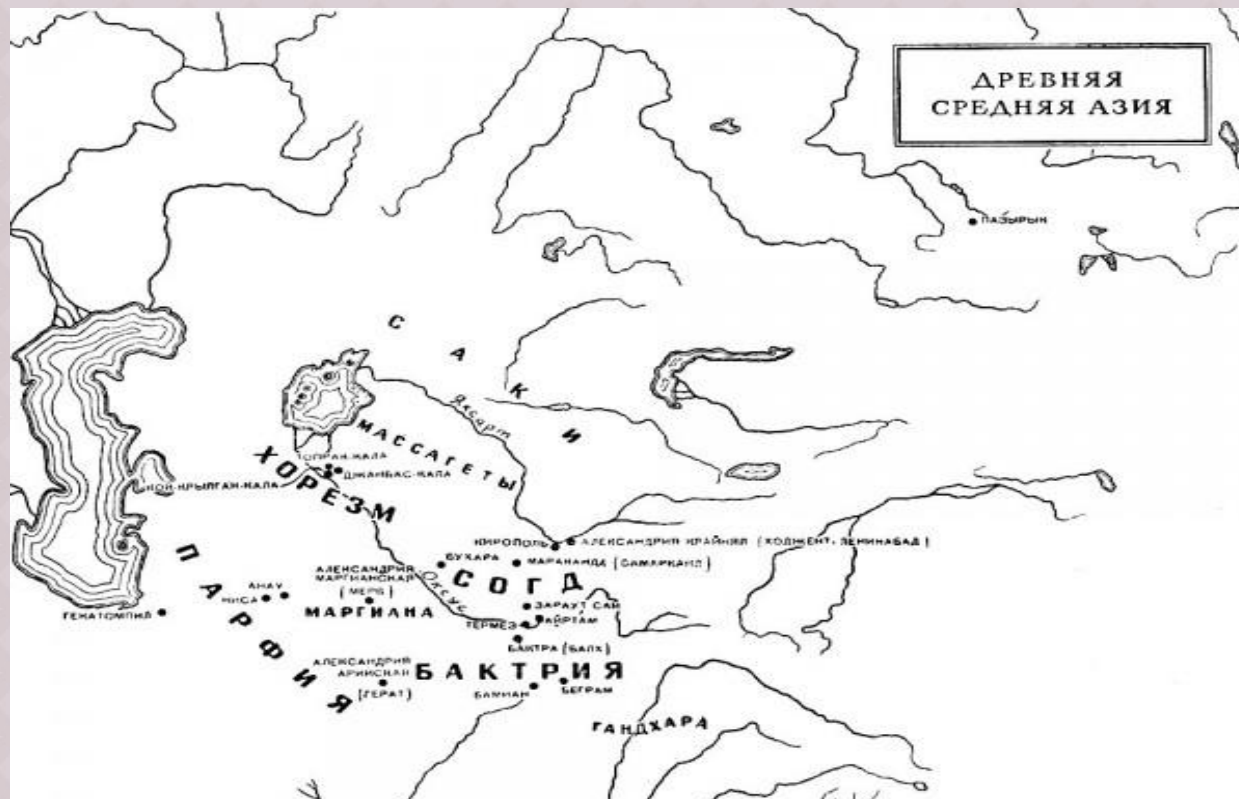 ДРЕВНЯЯ
СРЕДНЯЯ АЗИЯ
ПАЗЫРЫК
САКИ
Яксарт
МАССАГЕТЫ
ТОПРАК-КАЛА
ДЖАНБАС-КАЛА
КОЙ-КРЫЛГАН-КАЛА
ХОРЕЗМ
КИРОПОЛЬ
АЛЕКСАНДРИЯ КРАЙНЯЯ (ХОДЖЕНТ, ЛЕНИНАБАД)
БУХАРА
МАРАКАНДА (САМАРКАНД)
СОГД
Оксус
АЛЕКСАНДРИЯ
МАРГИАНСКАЯ
(МЕРВ)
МАРГИАНА
ПАРФИЯ
АНАУ
НИСА
ГЕКАТОМПИЛ
ЗАРАУТ САЙ
АЙРТАМ
ТЕРМЕЗ
БАКТРА (БАЛХ)
БАКТРИЯ
АЛЕКСАНДРИЯ
АРИЙСКАЯ
(ГЕРАТ)
БАМИАН
БЕГРАМ
ГАНДХАРА